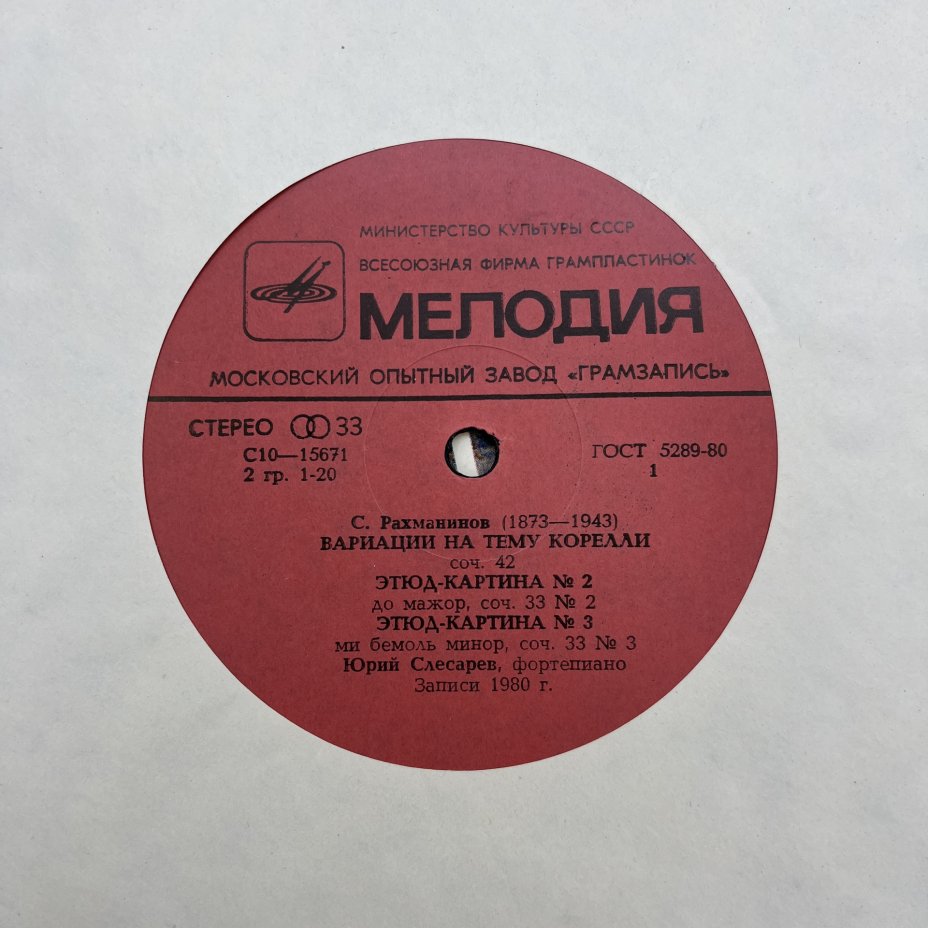 МИНИСТЕРСТВО КУЛЬТУРЫ СССР
ВСЕСОЮЗНАЯ ФИРМА ГРАМПЛАСТИНОК
МЕЛОДИЯ
МОСКОВСКИЙ ОПЫТНЫЙ ЗАВОД «ГРАМЗАПИСЬ»
СТЕРЕО 33
С10—15671
2 гр. 1-20
ГОСТ 5289-80
1
С. Рахманинов (1873—1943)
ВАРИАЦИИ НА ТЕМУ КОРЕЛЛИ
соч. 42
ЭТЮД-КАРТИНА № 2
до мажор, соч. 33 № 2
ЭТЮД-КАРТИНА № 3
ми бемоль минор, соч. 33 № 3
Юрий Слесарев, фортепиано
Записи 1980 г.